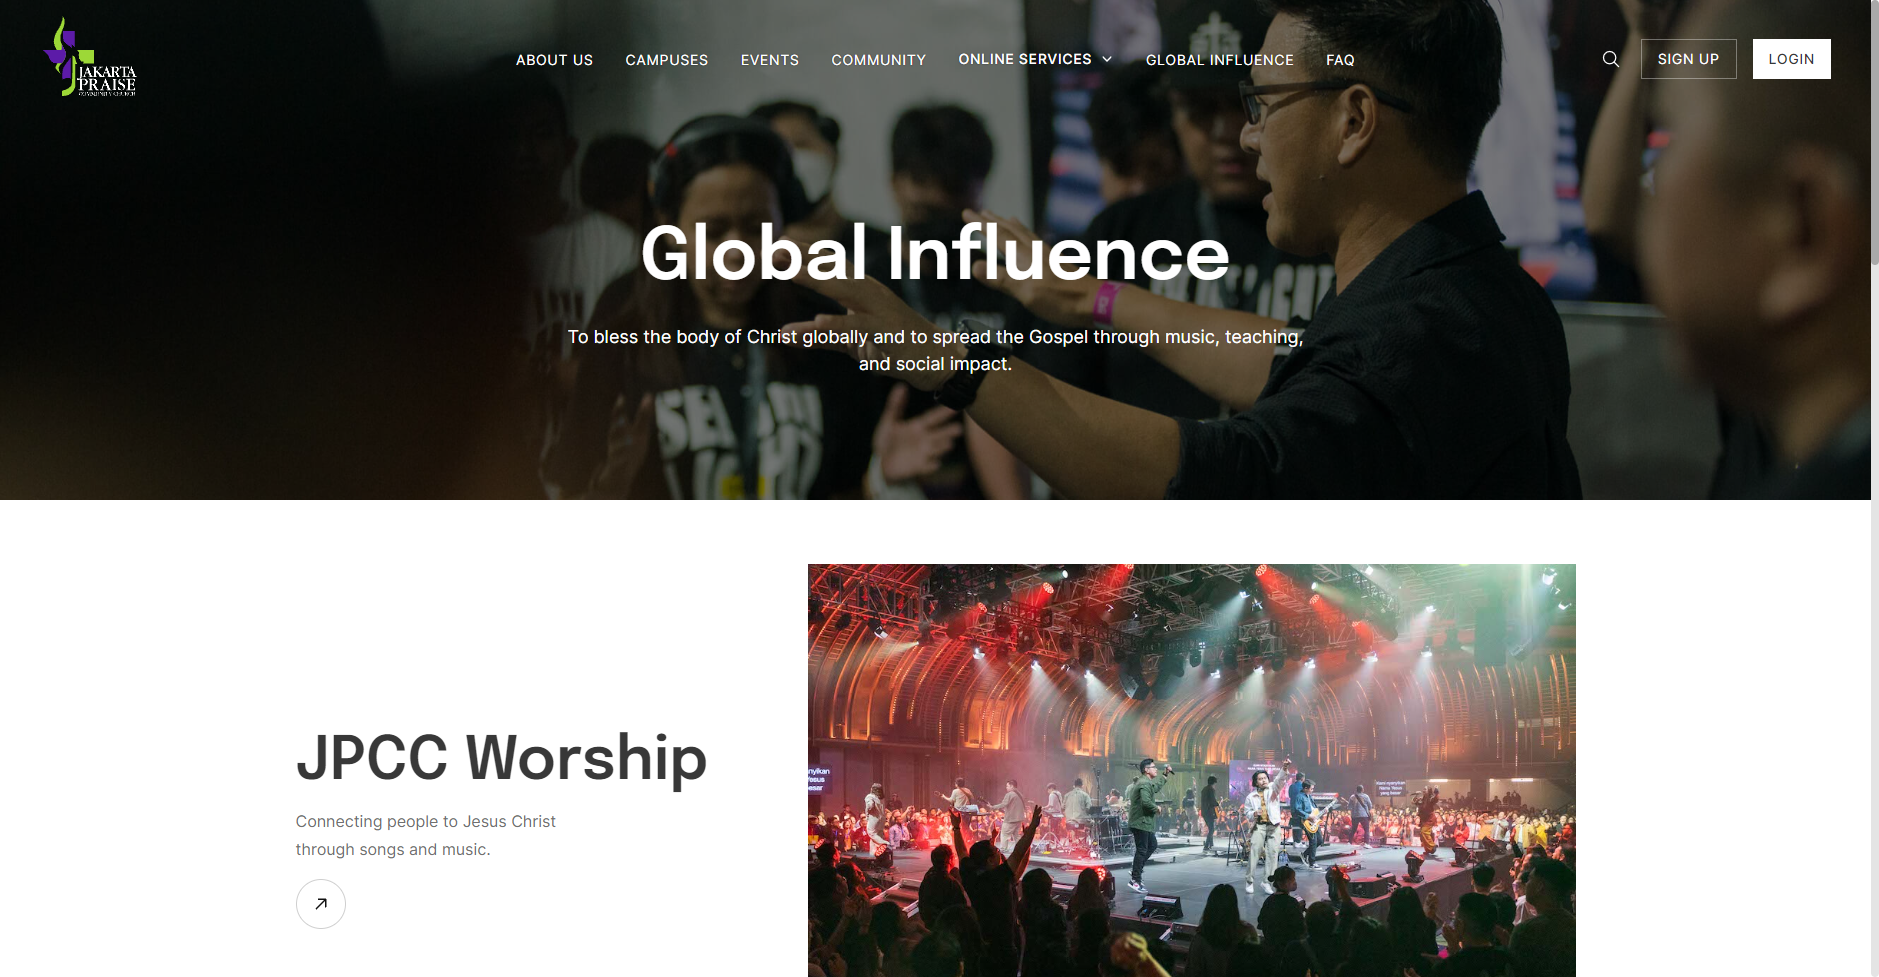 JAKARTA
PRAISE
COMMUNITY CHURCH
ABOUT US
CAMPUSES
EVENTS
COMMUNITY
ONLINE SERVICES
GLOBAL INFLUENCE
FAQ
SIGN UP
LOGIN
Global Influence
To bless the body of Christ globally and to spread the Gospel through music, teaching,
and social impact.
JPCC Worship
Connecting people to Jesus Christ
through songs and music.